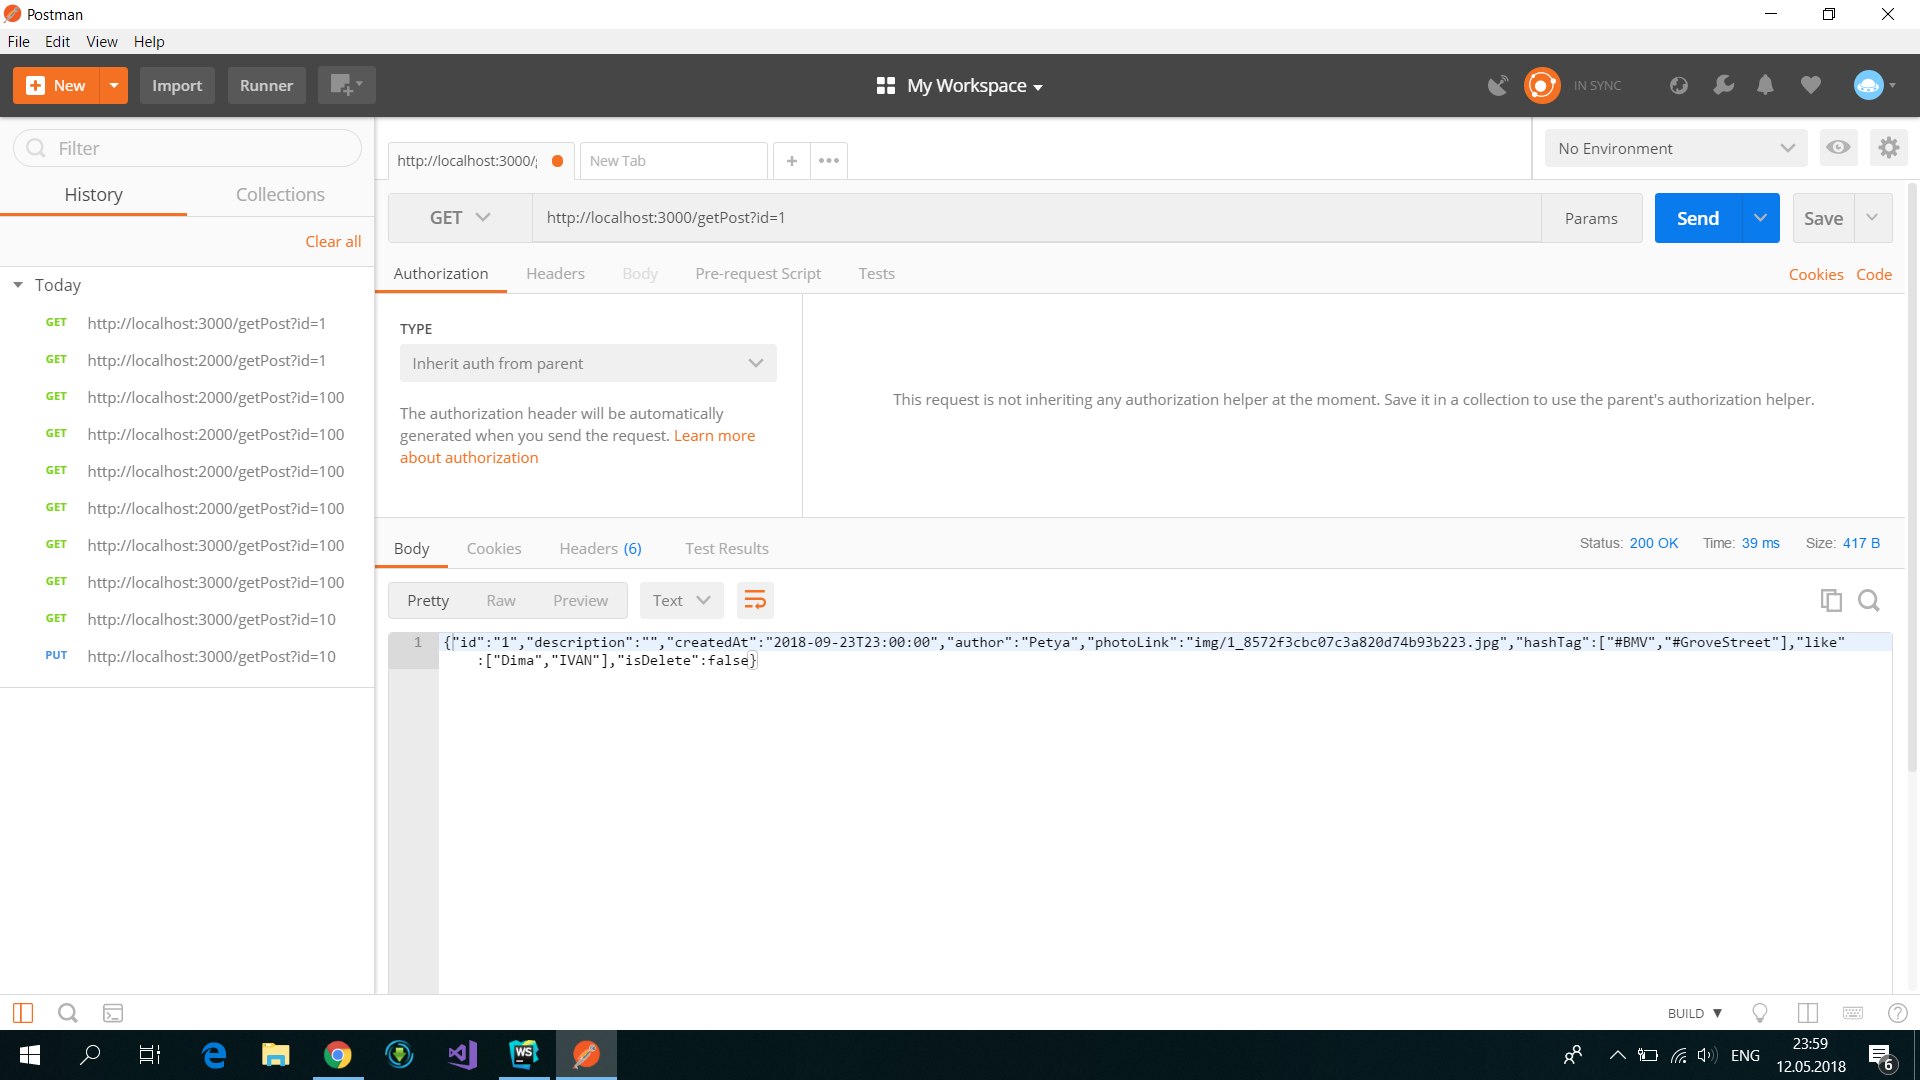 Postman
File Edit View Help
New Import Runner My Workspace IN SYNC
Filter
History Collections
Clear all
Today
GET http://localhost:3000/getPost?id=1
GET http://localhost:2000/getPost?id=1
GET http://localhost:2000/getPost?id=100
GET http://localhost:2000/getPost?id=100
GET http://localhost:2000/getPost?id=100
GET http://localhost:2000/getPost?id=100
GET http://localhost:3000/getPost?id=100
GET http://localhost:3000/getPost?id=100
GET http://localhost:3000/getPost?id=10
PUT http://localhost:3000/getPost?id=10
http://localhost:3000/ New Tab + ••• No Environment
GET http://localhost:3000/getPost?id=1 Params Send Save
Authorization Headers Body Pre-request Script Tests Cookies Code
TYPE
Inherit auth from parent
The authorization header will be automatically
generated when you send the request. Learn more
about authorization
This request is not inheriting any authorization helper at the moment. Save it in a collection to use the parent's authorization helper.
Body Cookies Headers (6) Test Results Status: 200 OK Time: 39 ms Size: 417 B
Pretty Raw Preview Text
1 {"id":"1","description":"","createdAt":"2018-09-23T23:00:00","author":"Petya","photoLink":"img/1_8572f3cbc07c3a820d74b93b223.jpg","hashTag":["#BMV","#GroveStreet"],"like"
:["Dima","IVAN"],"isDelete":false}
BUILD ▼
WS
ENG
23:59
12.05.2018
6